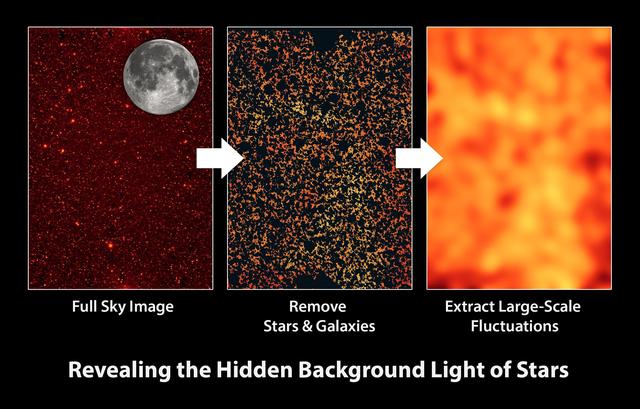 Full Sky Image
Remove
Stars & Galaxies
Extract Large-Scale
Fluctuations
Revealing the Hidden Background Light of Stars